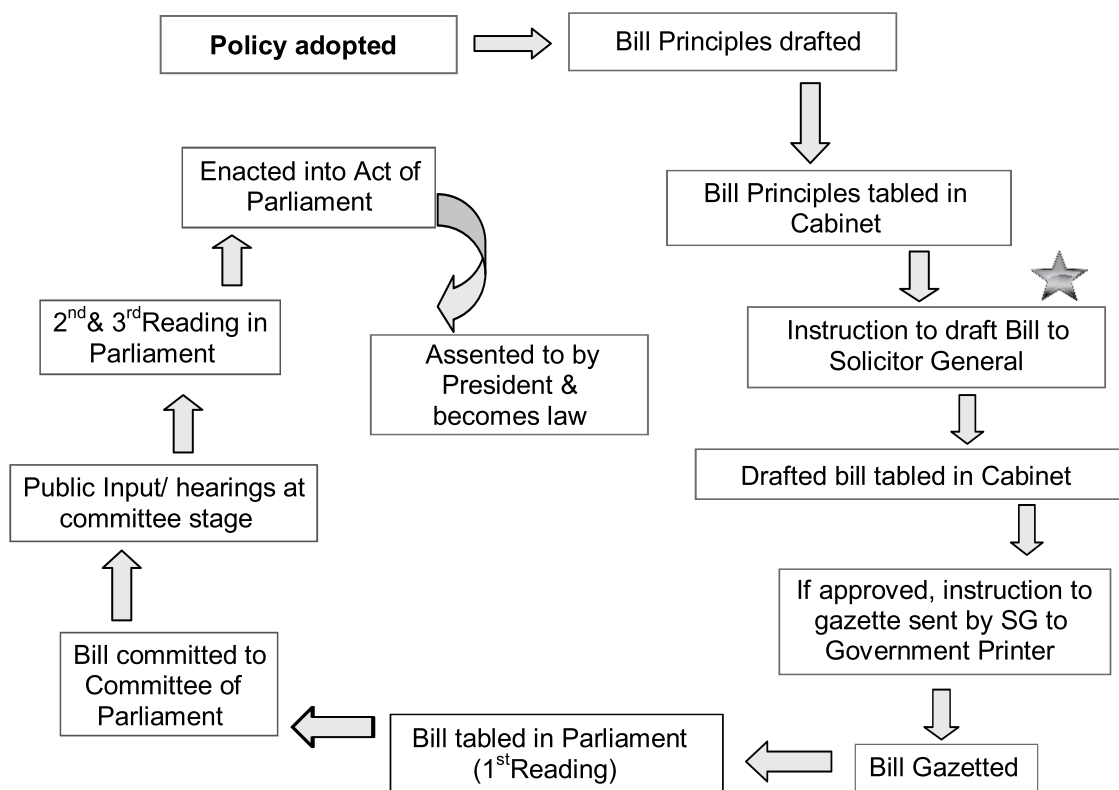 Policy adopted
Bill Principles drafted
Bill Principles tabled in
Cabinet
Instruction to draft Bill to
Solicitor General
Drafted bill tabled in Cabinet
If approved, instruction to
gazette sent by SG to
Government Printer
Bill Gazetted
Bill tabled in Parliament
(1stReading)
Bill committed to
Committee of
Parliament
Public Input/ hearings at
committee stage
2nd& 3rdReading in
Parliament
Enacted into Act of
Parliament
Assented to by
President &
becomes law